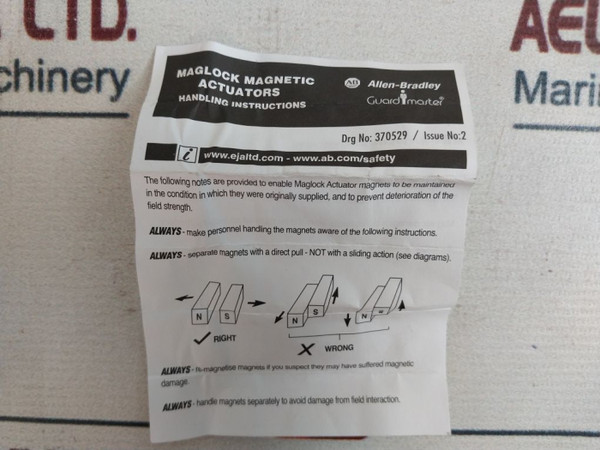 LTD.
AEU
chinery
Marin
MAGLOCK MAGNETIC
ACTUATORS
HANDLING INSTRUCTIONS
AB Allen-Bradley
Guardmaster
Drg No: 370529 / Issue No:2
i www.ejaltd.com - www.ab.com/safety
The following notes are provided to enable Maglock Actuator magnets to be maintained
in the condition in which they were originally supplied, and to prevent deterioration of the
field strength.
ALWAYS - make personnel handling the magnets aware of the following instructions.
ALWAYS - separate magnets with a direct pull - NOT with a sliding action (see diagrams).
N S N S N
RIGHT
WRONG
ALWAYS - re-magnetise magnets if you suspect they may have suffered magnetic
damage.
ALWAYS - handle magnets separately to avoid damage from field interaction.